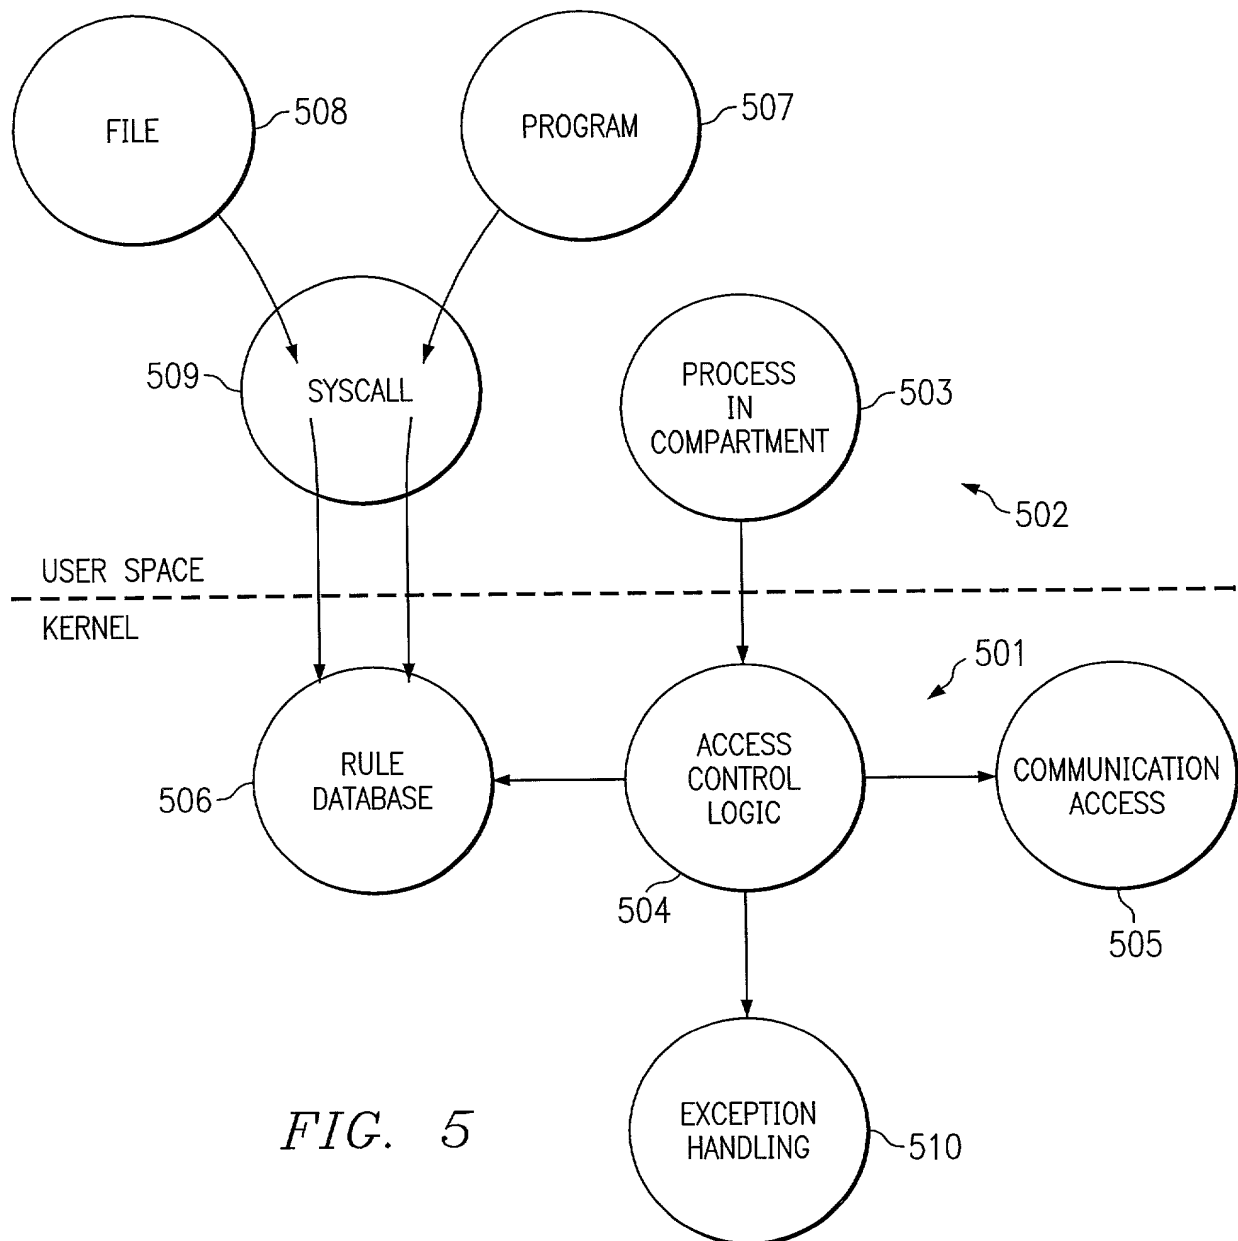 FILE
508
PROGRAM
507
509
SYSCALL
PROCESS
IN
COMPARTMENT
503
502
USER SPACE
KERNEL
501
RULE
DATABASE
506
ACCESS
CONTROL
LOGIC
504
COMMUNICATION
ACCESS
505
EXCEPTION
HANDLING
510
FIG. 5